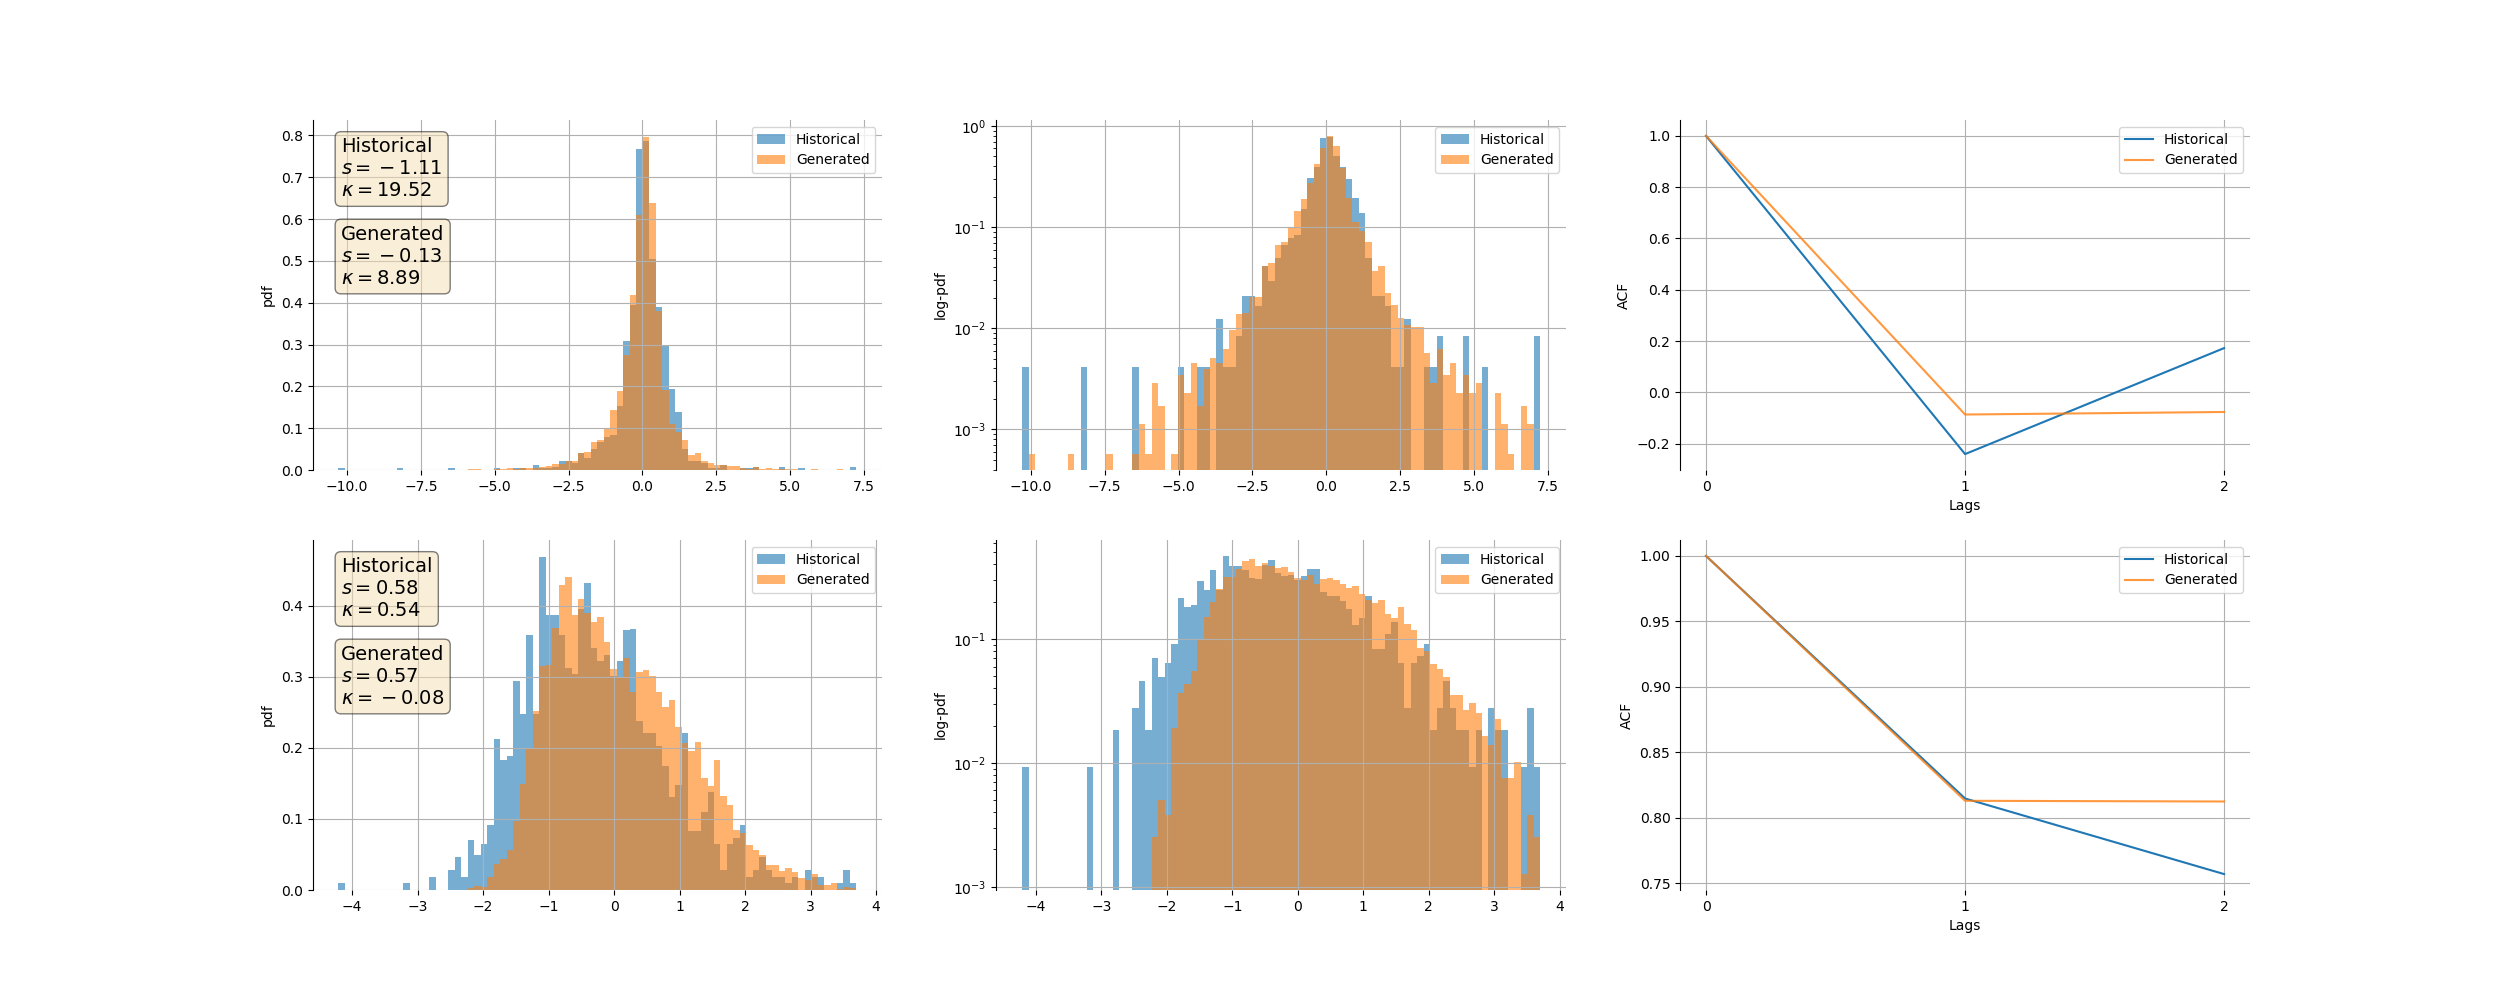 Historical
s = −1.11
κ = 19.52
Generated
s = −0.13
κ = 8.89
Historical
Generated
pdf
0.8
0.7
0.6
0.5
0.4
0.3
0.2
0.1
0.0
−10.0 −7.5 −5.0 −2.5 0.0 2.5 5.0 7.5
Historical
Generated
log-pdf
10⁰
10⁻¹
10⁻²
10⁻³
−10.0 −7.5 −5.0 −2.5 0.0 2.5 5.0 7.5
Historical
Generated
ACF
1.0
0.8
0.6
0.4
0.2
0.0
−0.2
0 1 2
Lags
Historical
s = 0.58
κ = 0.54
Generated
s = 0.57
κ = −0.08
Historical
Generated
pdf
0.4
0.3
0.2
0.1
0.0
−4 −3 −2 −1 0 1 2 3 4
Historical
Generated
log-pdf
10⁻¹
10⁻²
10⁻³
−4 −3 −2 −1 0 1 2 3 4
Historical
Generated
ACF
1.00
0.95
0.90
0.85
0.80
0.75
0 1 2
Lags